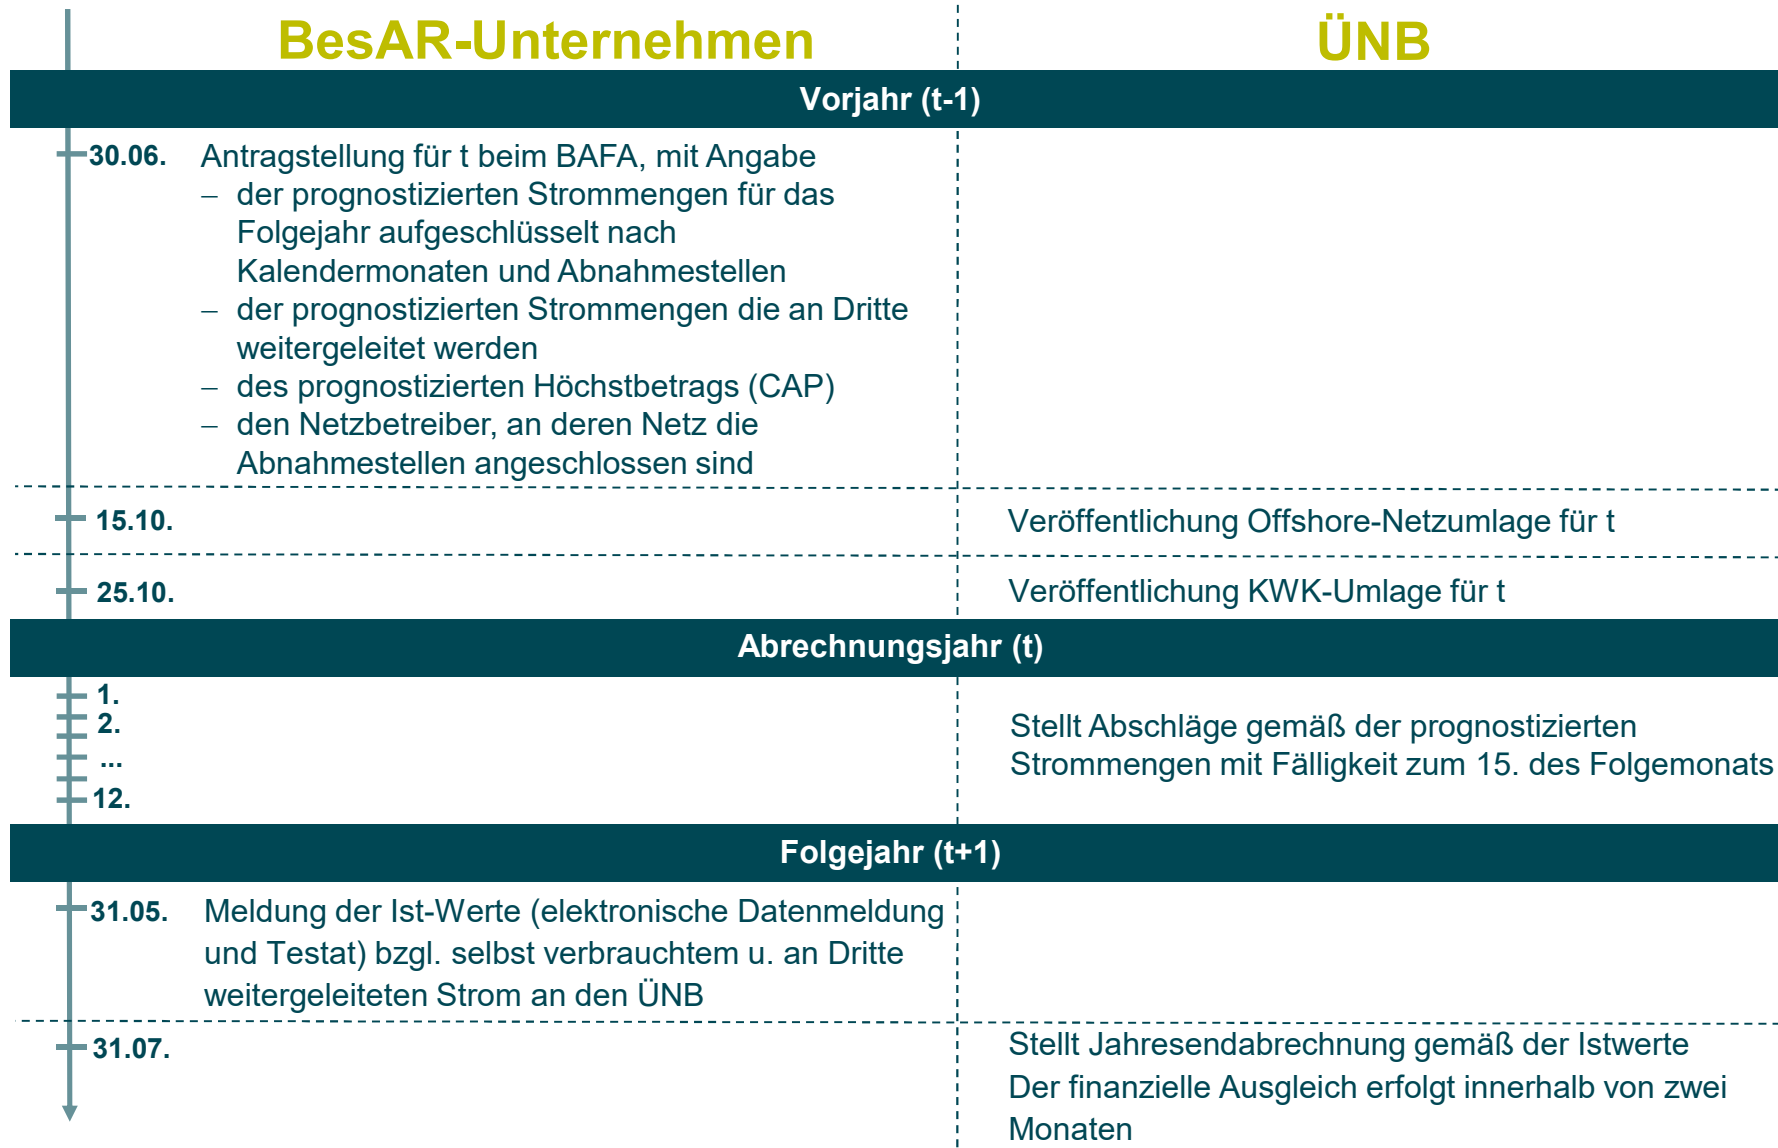 BesAR-Unternehmen
ÜNB
Vorjahr (t-1)
30.06.
Antragstellung für t beim BAFA, mit Angabe
– der prognostizierten Strommengen für das
Folgejahr aufgeschlüsselt nach
Kalendermonaten und Abnahmestellen
– der prognostizierten Strommengen die an Dritte
weitergeleitet werden
– des prognostizierten Höchstbetrags (CAP)
– den Netzbetreiber, an deren Netz die
Abnahmestellen angeschlossen sind
15.10.
Veröffentlichung Offshore-Netzumlage für t
25.10.
Veröffentlichung KWK-Umlage für t
Abrechnungsjahr (t)
1.
2.
...
12.
Stellt Abschläge gemäß der prognostizierten
Strommengen mit Fälligkeit zum 15. des Folgemonats
Folgejahr (t+1)
31.05.
Meldung der Ist-Werte (elektronische Datenmeldung
und Testat) bzgl. selbst verbrauchtem u. an Dritte
weitergeleiteten Strom an den ÜNB
31.07.
Stellt Jahresendabrechnung gemäß der Istwerte
Der finanzielle Ausgleich erfolgt innerhalb von zwei
Monaten